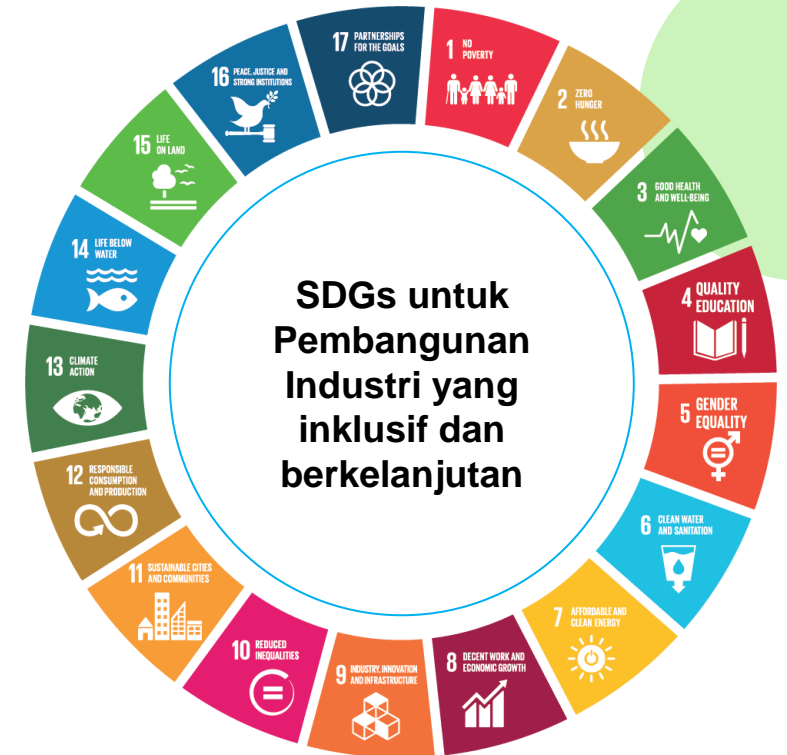 SDGs untuk
Pembangunan
Industri yang
inklusif dan
berkelanjutan
1 NO
POVERTY
2 ZERO
HUNGER
3 GOOD HEALTH
AND WELL-BEING
4 QUALITY
EDUCATION
5 GENDER
EQUALITY
6 CLEAN WATER
AND SANITATION
7 AFFORDABLE AND
CLEAN ENERGY
8 DECENT WORK AND
ECONOMIC GROWTH
9 INDUSTRY, INNOVATION
AND INFRASTRUCTURE
10 REDUCED
INEQUALITIES
11 SUSTAINABLE CITIES
AND COMMUNITIES
12 RESPONSIBLE
CONSUMPTION
AND PRODUCTION
13 CLIMATE
ACTION
14 LIFE BELOW
WATER
15 LIFE
ON LAND
16 PEACE, JUSTICE AND
STRONG INSTITUTIONS
17 PARTNERSHIPS
FOR THE GOALS